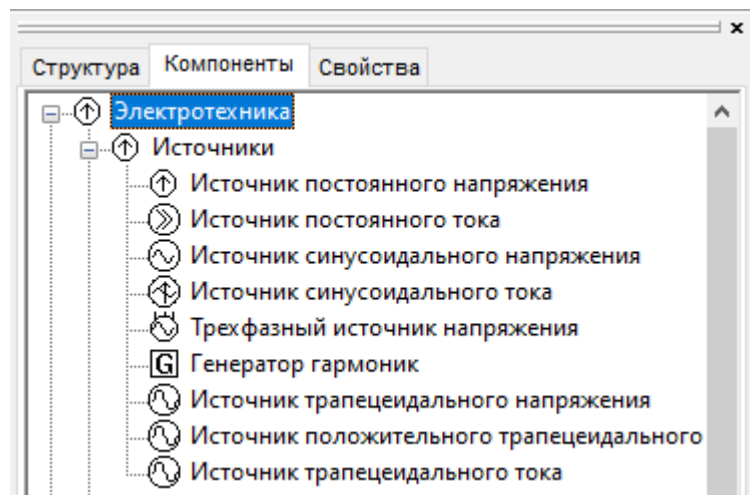 Структура Компоненты Свойства
Электротехника
Источники
Источник постоянного напряжения
Источник постоянного тока
Источник синусоидального напряжения
Источник синусоидального тока
Трехфазный источник напряжения
G Генератор гармоник
Источник трапецеидального напряжения
Источник положительного трапецеидального
Источник трапецеидального тока